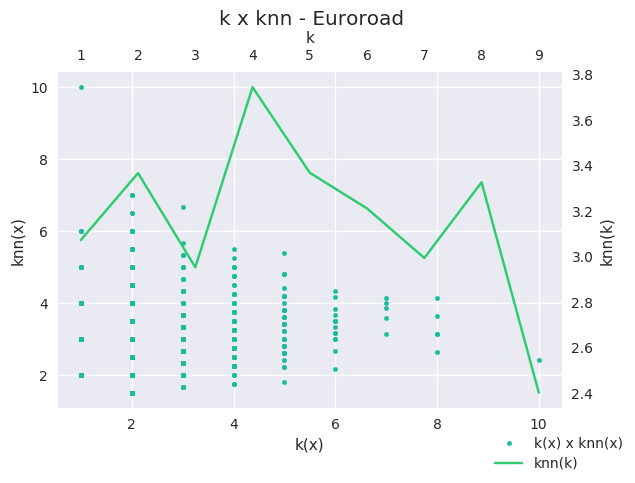 k x knn - Euroroad
k
1 2 3 4 5 6 7 8 9
10 3.8
3.6
8 3.4
3.2
knn(x) 6 3.0 knn(k)
4 2.8
2.6
2 2.4
2 4 6 8 10
k(x)
k(x) x knn(x)
knn(k)